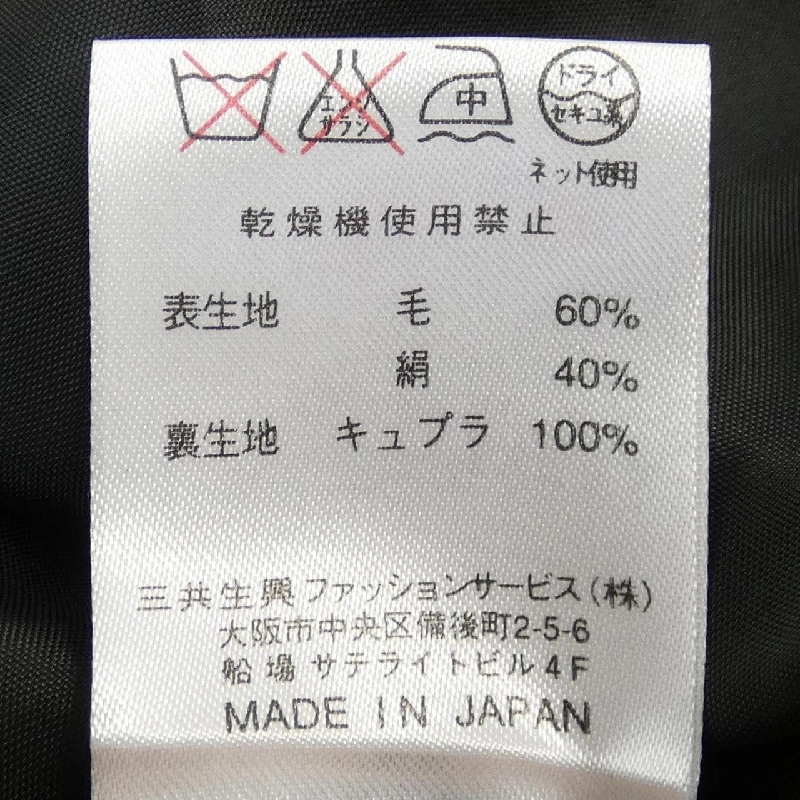 エンソ サラシ 中 ドライ セキユ系
ネット使用
乾燥機使用禁止
表生地 毛 60%
絹 40%
裏生地 キュプラ 100%
三共生興ファッションサービス(株)
大阪市中央区備後町2-5-6
船場サテライトビル4F
MADE IN JAPAN